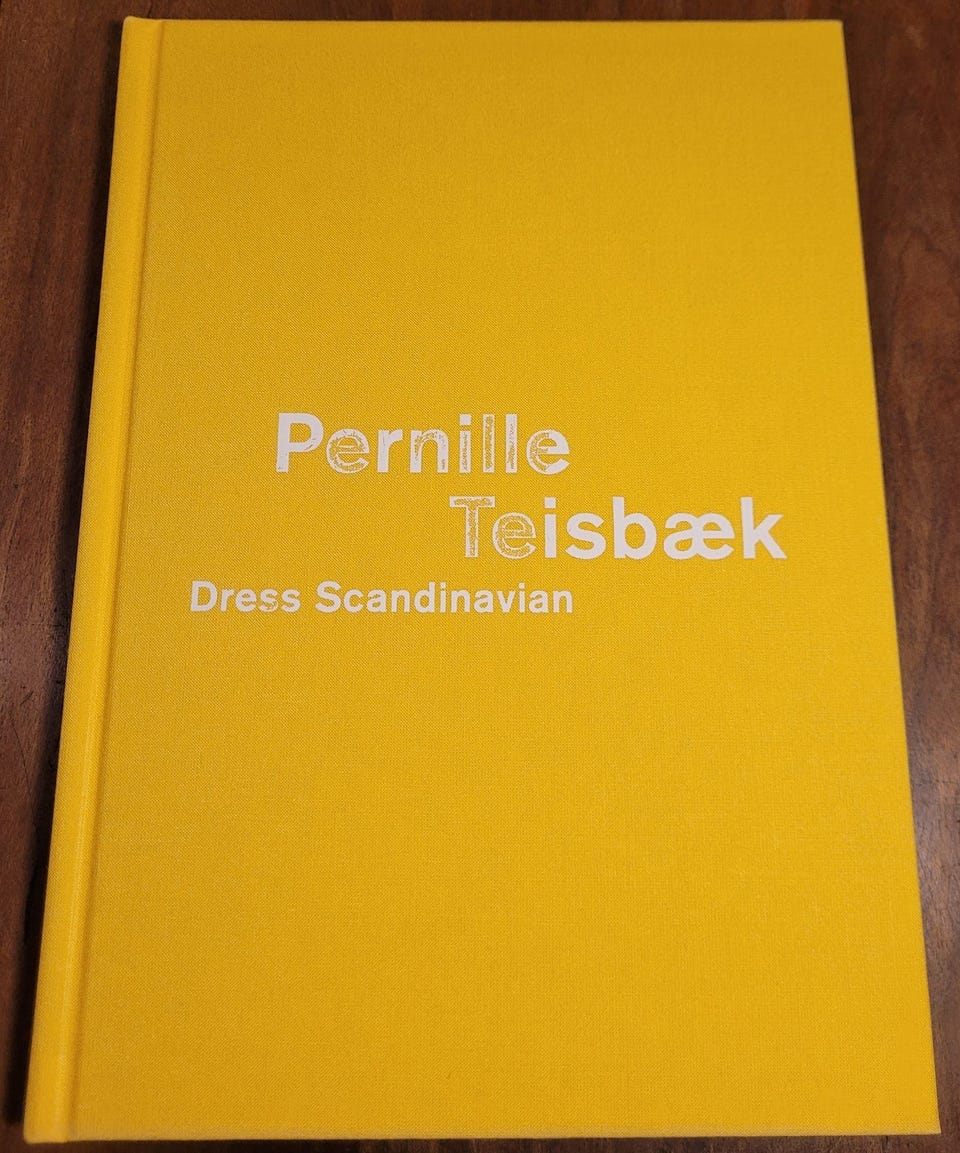 Pernille
Teisbæk
Dress Scandinavian